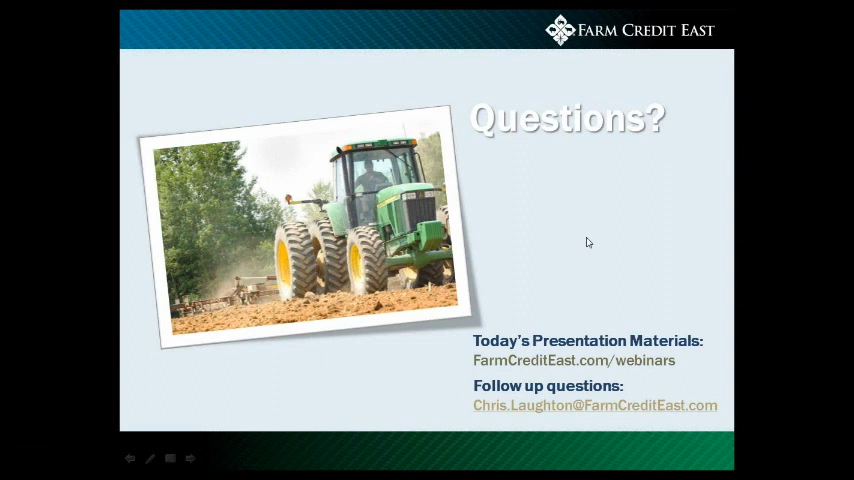 FARM CREDIT EAST
Questions?
Today's Presentation Materials:
FarmCreditEast.com/webinars
Follow up questions:
Chris.Laughton@FarmCreditEast.com